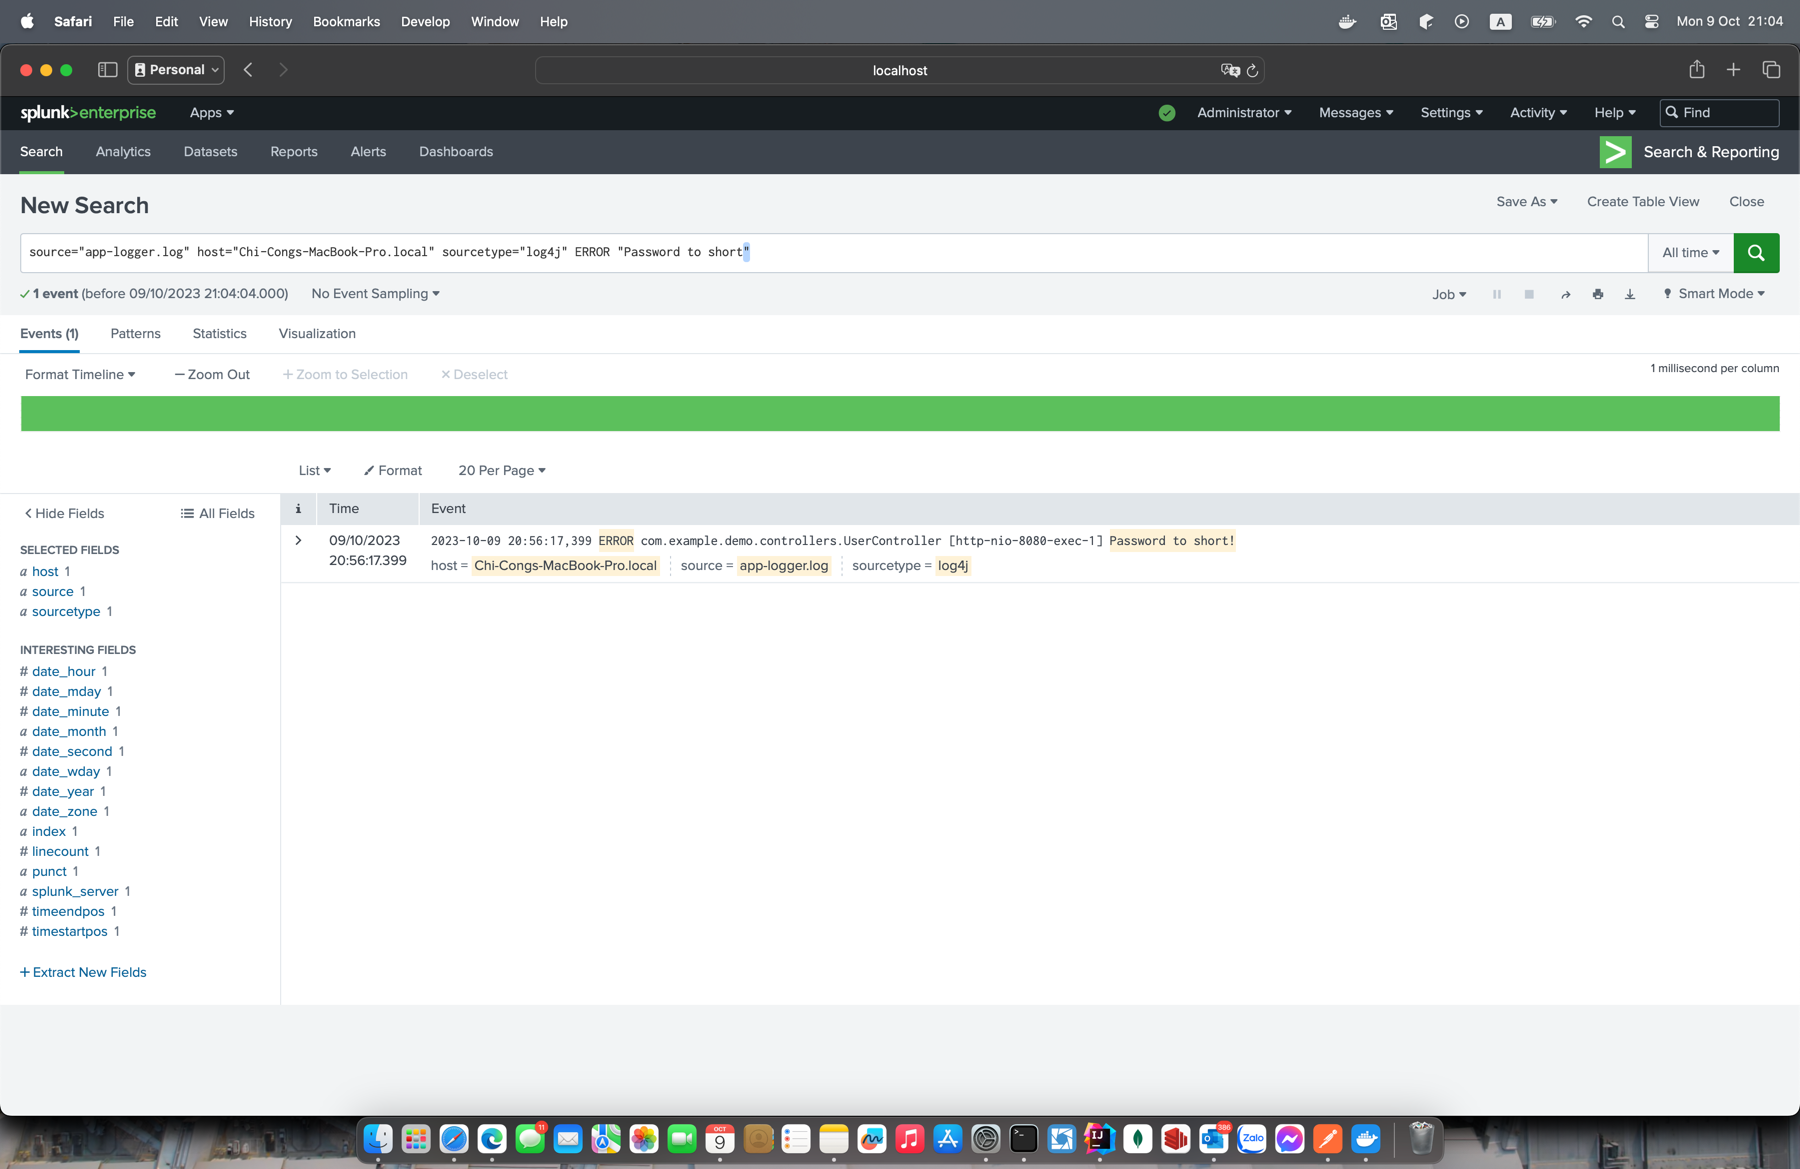 Safari File Edit View History Bookmarks Develop Window Help A Mon 9 Oct 21:04
Personal localhost
splunk>enterprise Apps Administrator Messages Settings Activity Help Find
Search Analytics Datasets Reports Alerts Dashboards > Search & Reporting
New Search Save As Create Table View Close
source="app-logger.log" host="Chi-Congs-MacBook-Pro.local" sourcetype="log4j" ERROR "Password to short" All time
1 event (before 09/10/2023 21:04:04.000) No Event Sampling Job Smart Mode
Events (1) Patterns Statistics Visualization
Format Timeline — Zoom Out + Zoom to Selection × Deselect 1 millisecond per column
List Format 20 Per Page
< Hide Fields All Fields i Time Event
SELECTED FIELDS
a host 1
a source 1
a sourcetype 1
INTERESTING FIELDS
# date_hour 1
# date_mday 1
# date_minute 1
a date_month 1
# date_second 1
a date_wday 1
# date_year 1
a date_zone 1
a index 1
# linecount 1
a punct 1
a splunk_server 1
# timeendpos 1
# timestartpos 1
+ Extract New Fields
> 09/10/2023 2023-10-09 20:56:17,399 ERROR com.example.demo.controllers.UserController [http-nio-8080-exec-1] Password to short!
20:56:17.399 host = Chi-Congs-MacBook-Pro.local source = app-logger.log sourcetype = log4j
11 OCT 9 IJ 386 Zalo